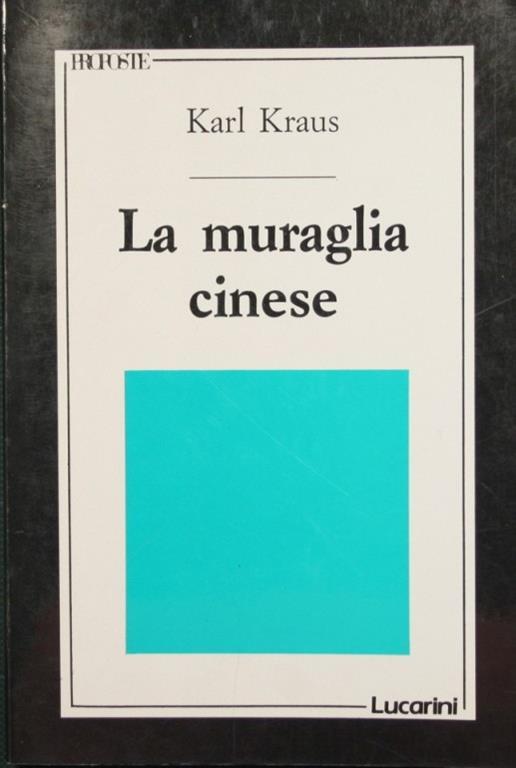 PROPOSTE
Karl Kraus
La muraglia
cinese
Lucarini